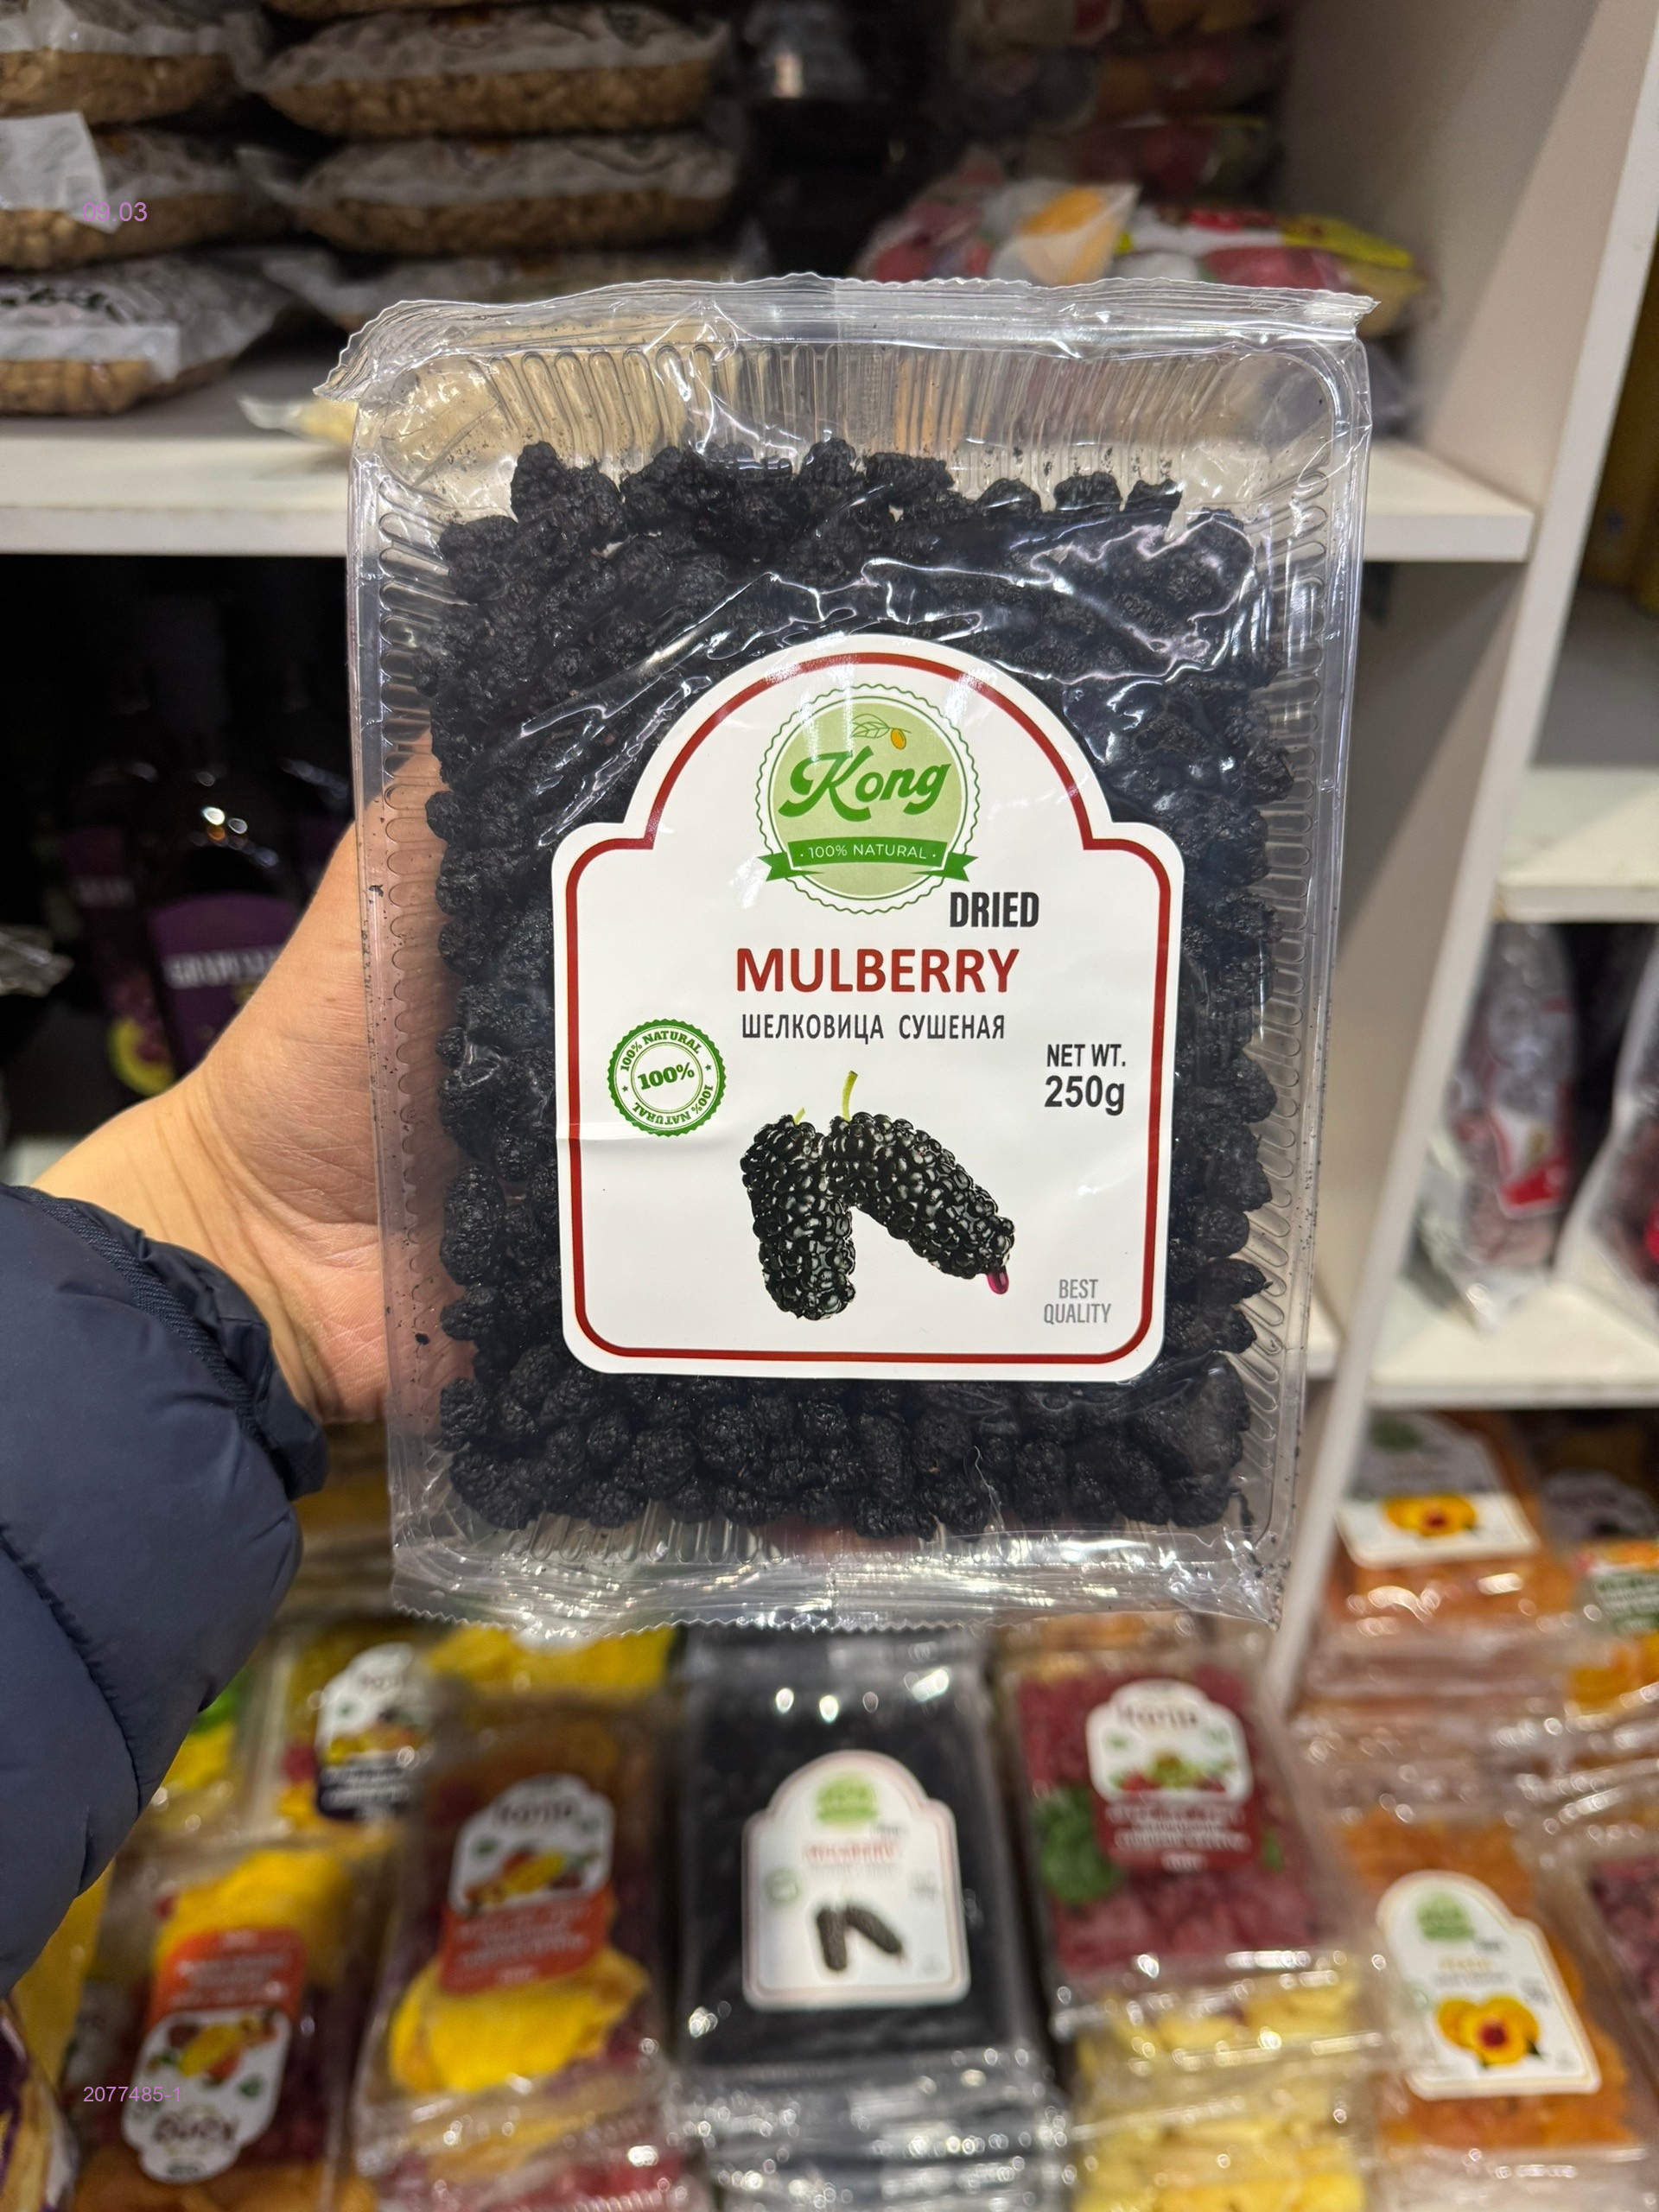 09.03
Kong
• 100% NATURAL •
DRIED
MULBERRY
ШЕЛКОВИЦА СУШЕНАЯ
100% NATURAL
100%
100% NATURAL
NET WT.
250g
BEST
QUALITY
MULBERRY
2077485-1